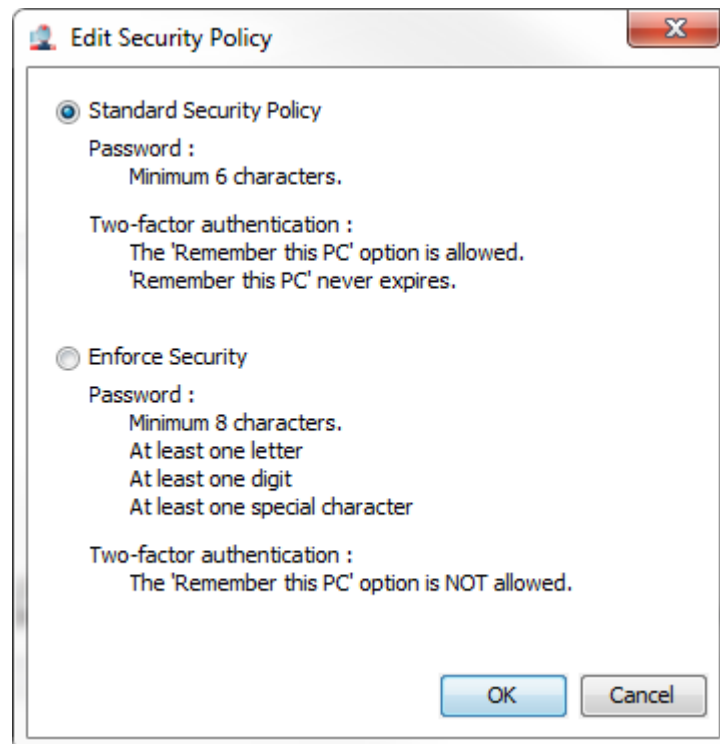 Edit Security Policy
Standard Security Policy
Password :
Minimum 6 characters.
Two-factor authentication :
The 'Remember this PC' option is allowed.
'Remember this PC' never expires.
Enforce Security
Password :
Minimum 8 characters.
At least one letter
At least one digit
At least one special character
Two-factor authentication :
The 'Remember this PC' option is NOT allowed.
OK Cancel